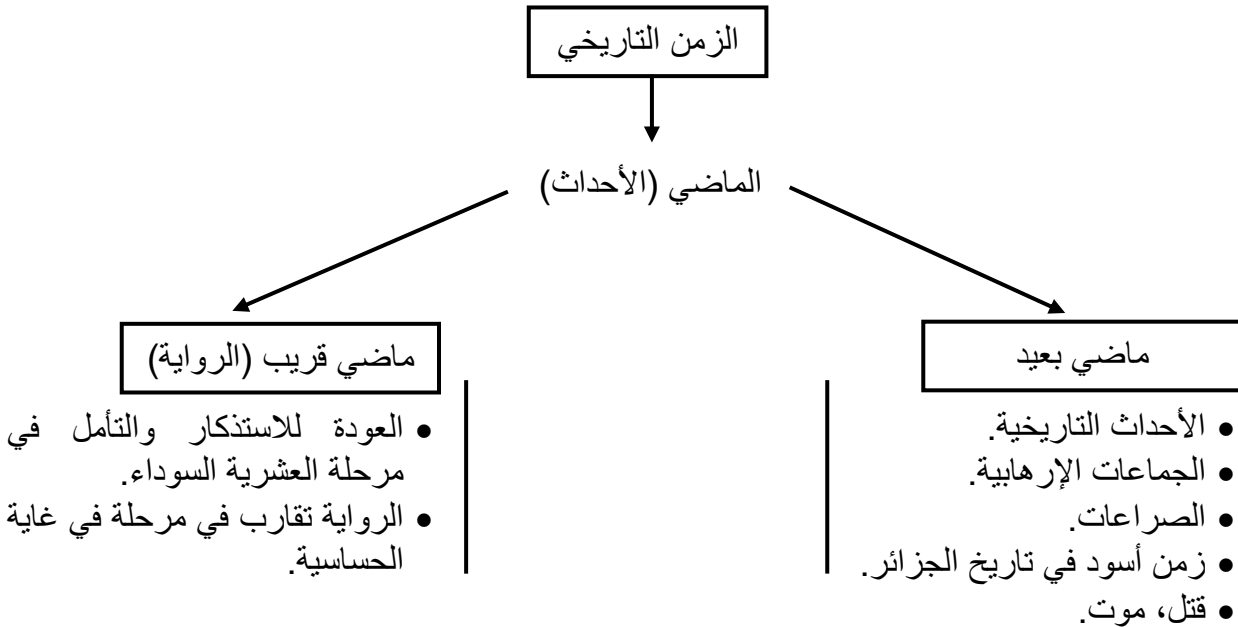 الزمن التاريخي
الماضي (الأحداث)
ماضي بعيد
• الأحداث التاريخية.
• الجماعات الإرهابية.
• الصراعات.
• زمن أسود في تاريخ الجزائر.
• قتل، موت.
ماضي قريب (الرواية)
• العودة للاستذكار والتأمل في
مرحلة العشرية السوداء.
• الرواية تقارب في مرحلة في غاية
الحساسية.